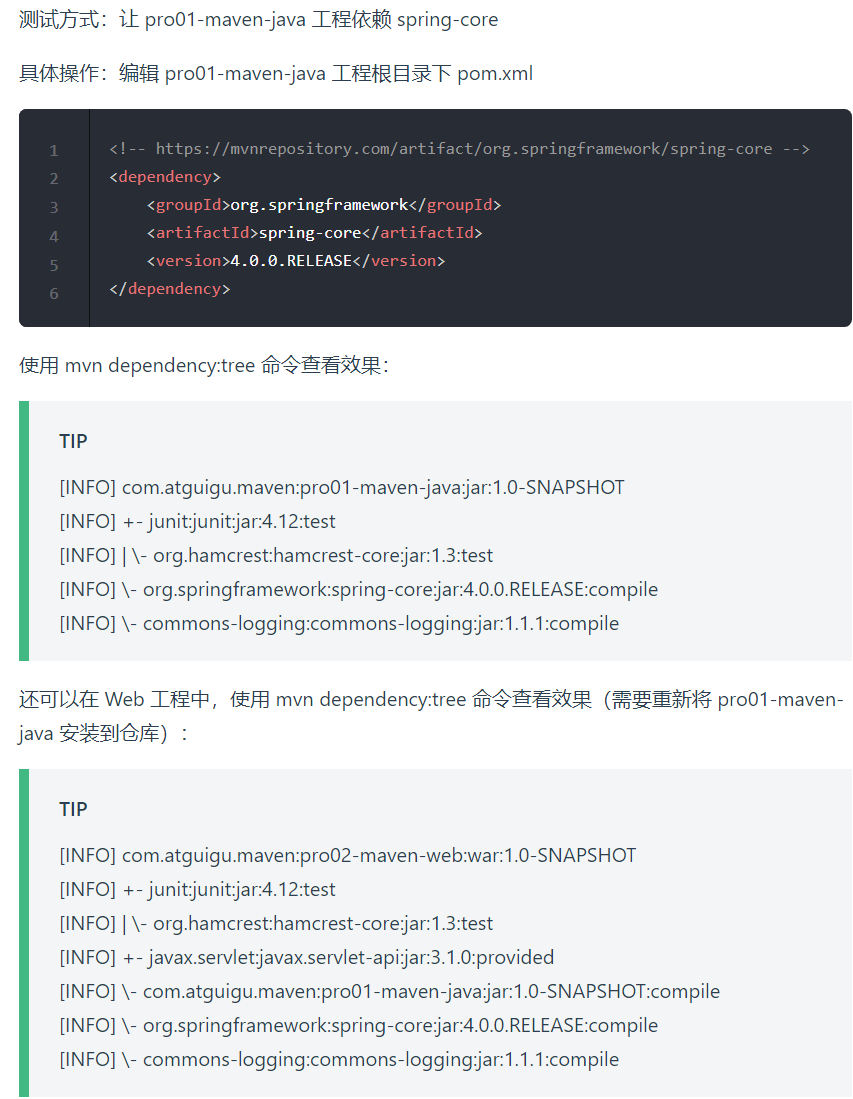 测试方式：让 pro01-maven-java 工程依赖 spring-core
具体操作：编辑 pro01-maven-java 工程根目录下 pom.xml
1 <!-- https://mvnrepository.com/artifact/org.springframework/spring-core -->
2 <dependency>
3     <groupId>org.springframework</groupId>
4     <artifactId>spring-core</artifactId>
5     <version>4.0.0.RELEASE</version>
6 </dependency>
使用 mvn dependency:tree 命令查看效果：
TIP
[INFO] com.atguigu.maven:pro01-maven-java:jar:1.0-SNAPSHOT
[INFO] +- junit:junit:jar:4.12:test
[INFO] | \- org.hamcrest:hamcrest-core:jar:1.3:test
[INFO] \- org.springframework:spring-core:jar:4.0.0.RELEASE:compile
[INFO] \- commons-logging:commons-logging:jar:1.1.1:compile
还可以在 Web 工程中，使用 mvn dependency:tree 命令查看效果（需要重新将 pro01-maven-
java 安装到仓库）：
TIP
[INFO] com.atguigu.maven:pro02-maven-web:war:1.0-SNAPSHOT
[INFO] +- junit:junit:jar:4.12:test
[INFO] | \- org.hamcrest:hamcrest-core:jar:1.3:test
[INFO] +- javax.servlet:javax.servlet-api:jar:3.1.0:provided
[INFO] \- com.atguigu.maven:pro01-maven-java:jar:1.0-SNAPSHOT:compile
[INFO] \- org.springframework:spring-core:jar:4.0.0.RELEASE:compile
[INFO] \- commons-logging:commons-logging:jar:1.1.1:compile